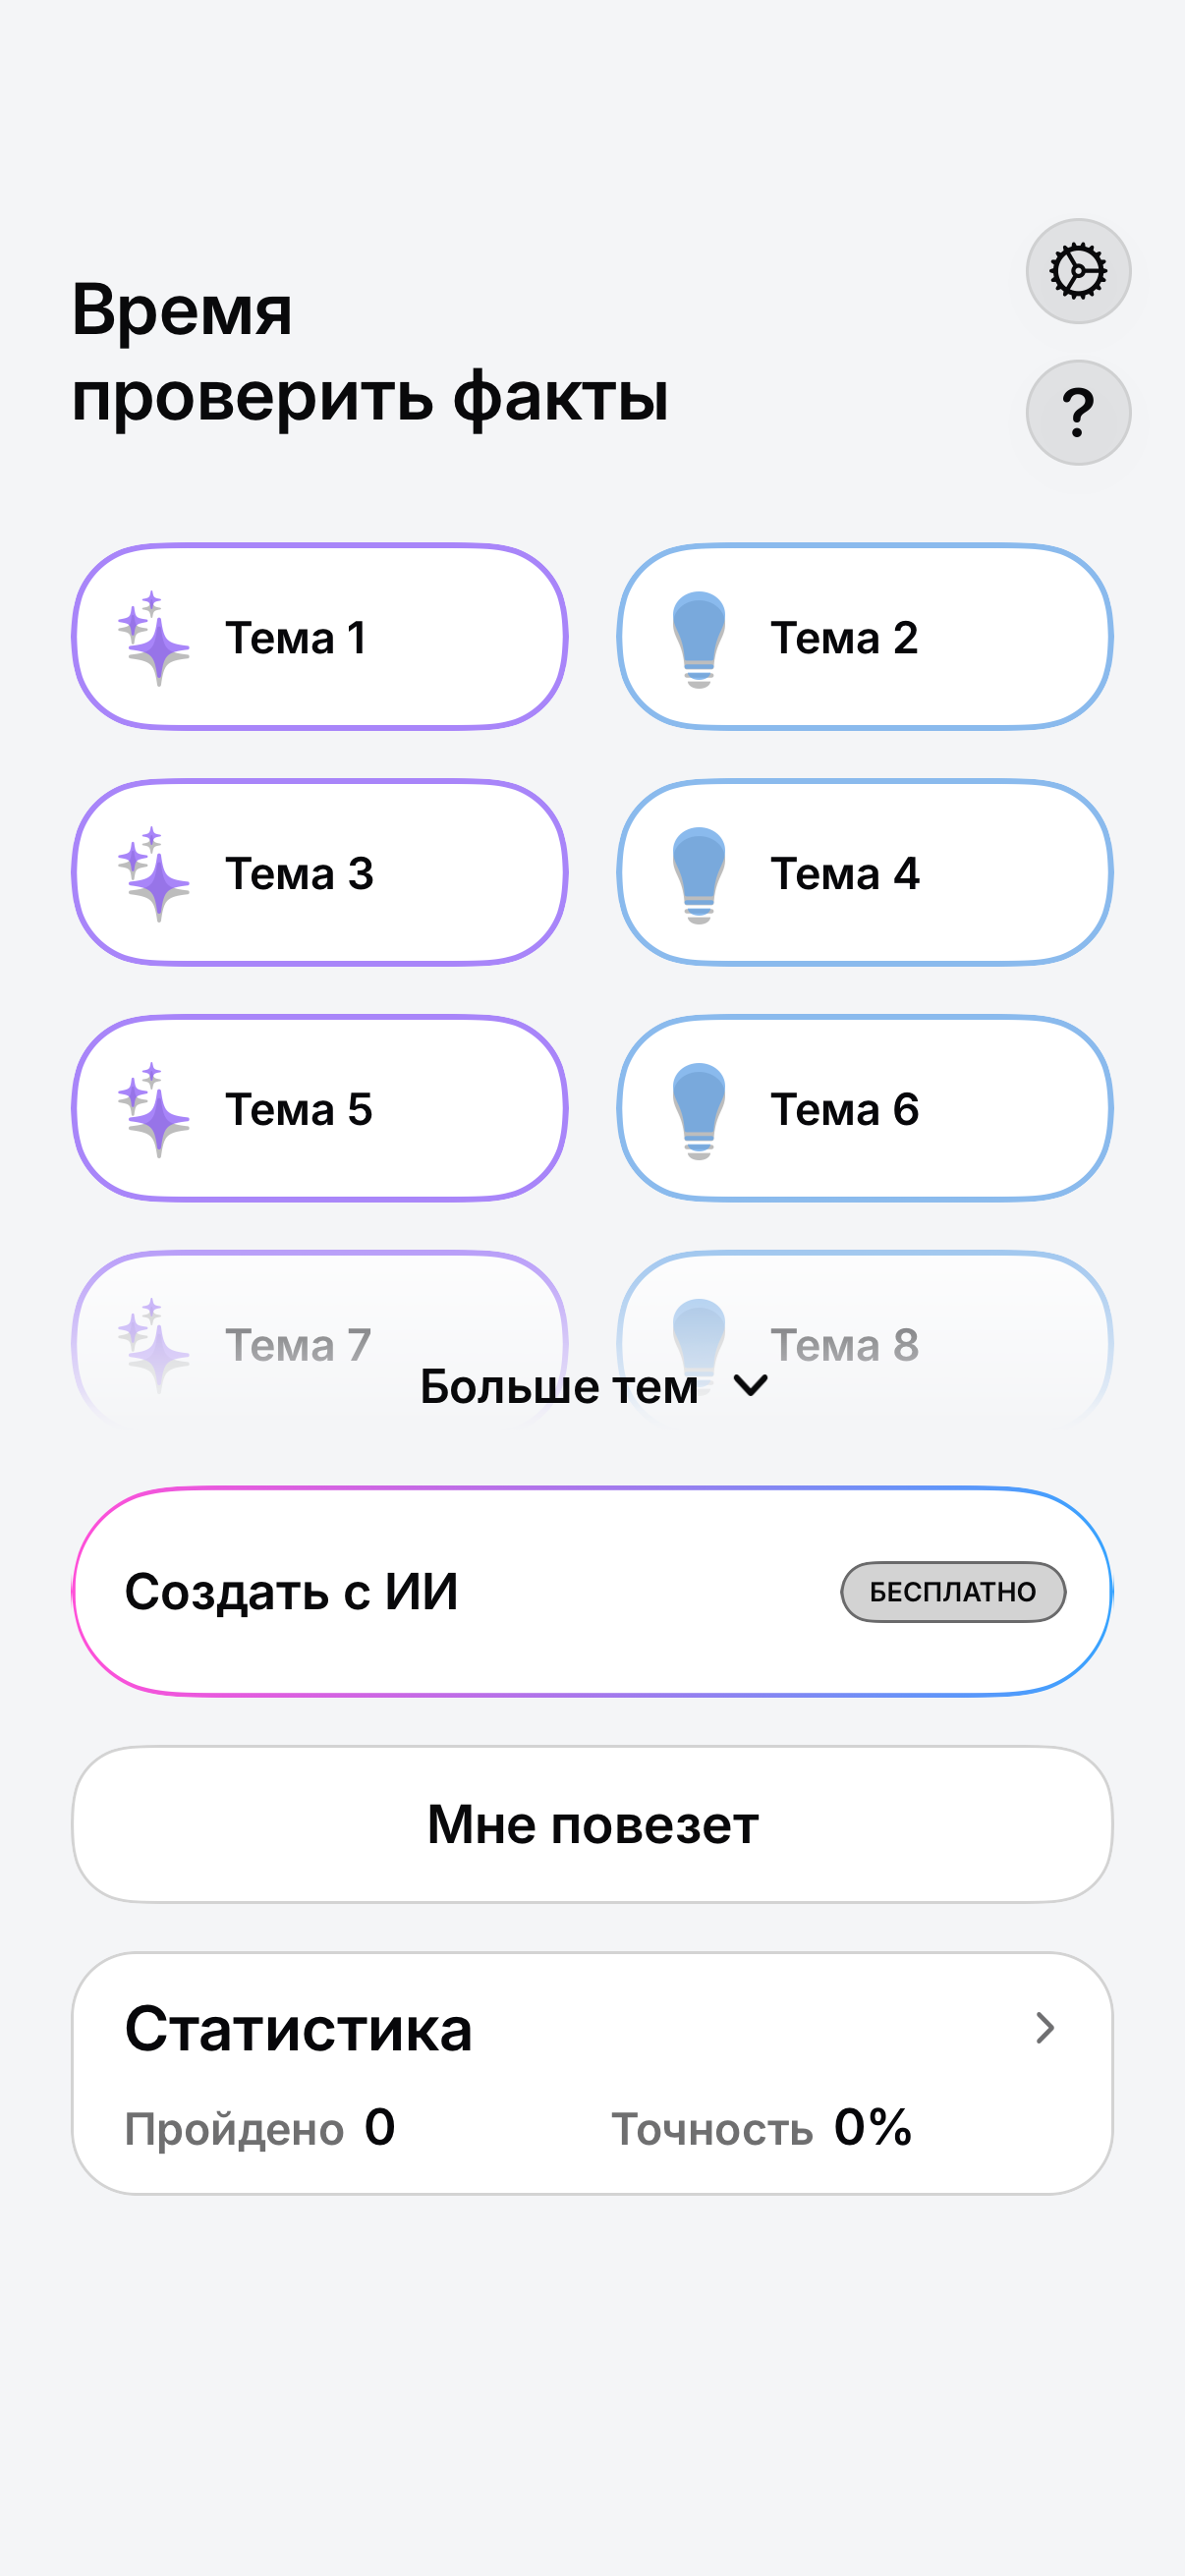 Время
проверить факты
?
Тема 1
Тема 2
Тема 3
Тема 4
Тема 5
Тема 6
Тема 7
Тема 8
Больше тем
Создать с ИИ
БЕСПЛАТНО
Мне повезет
Статистика
Пройдено 0
Точность 0%